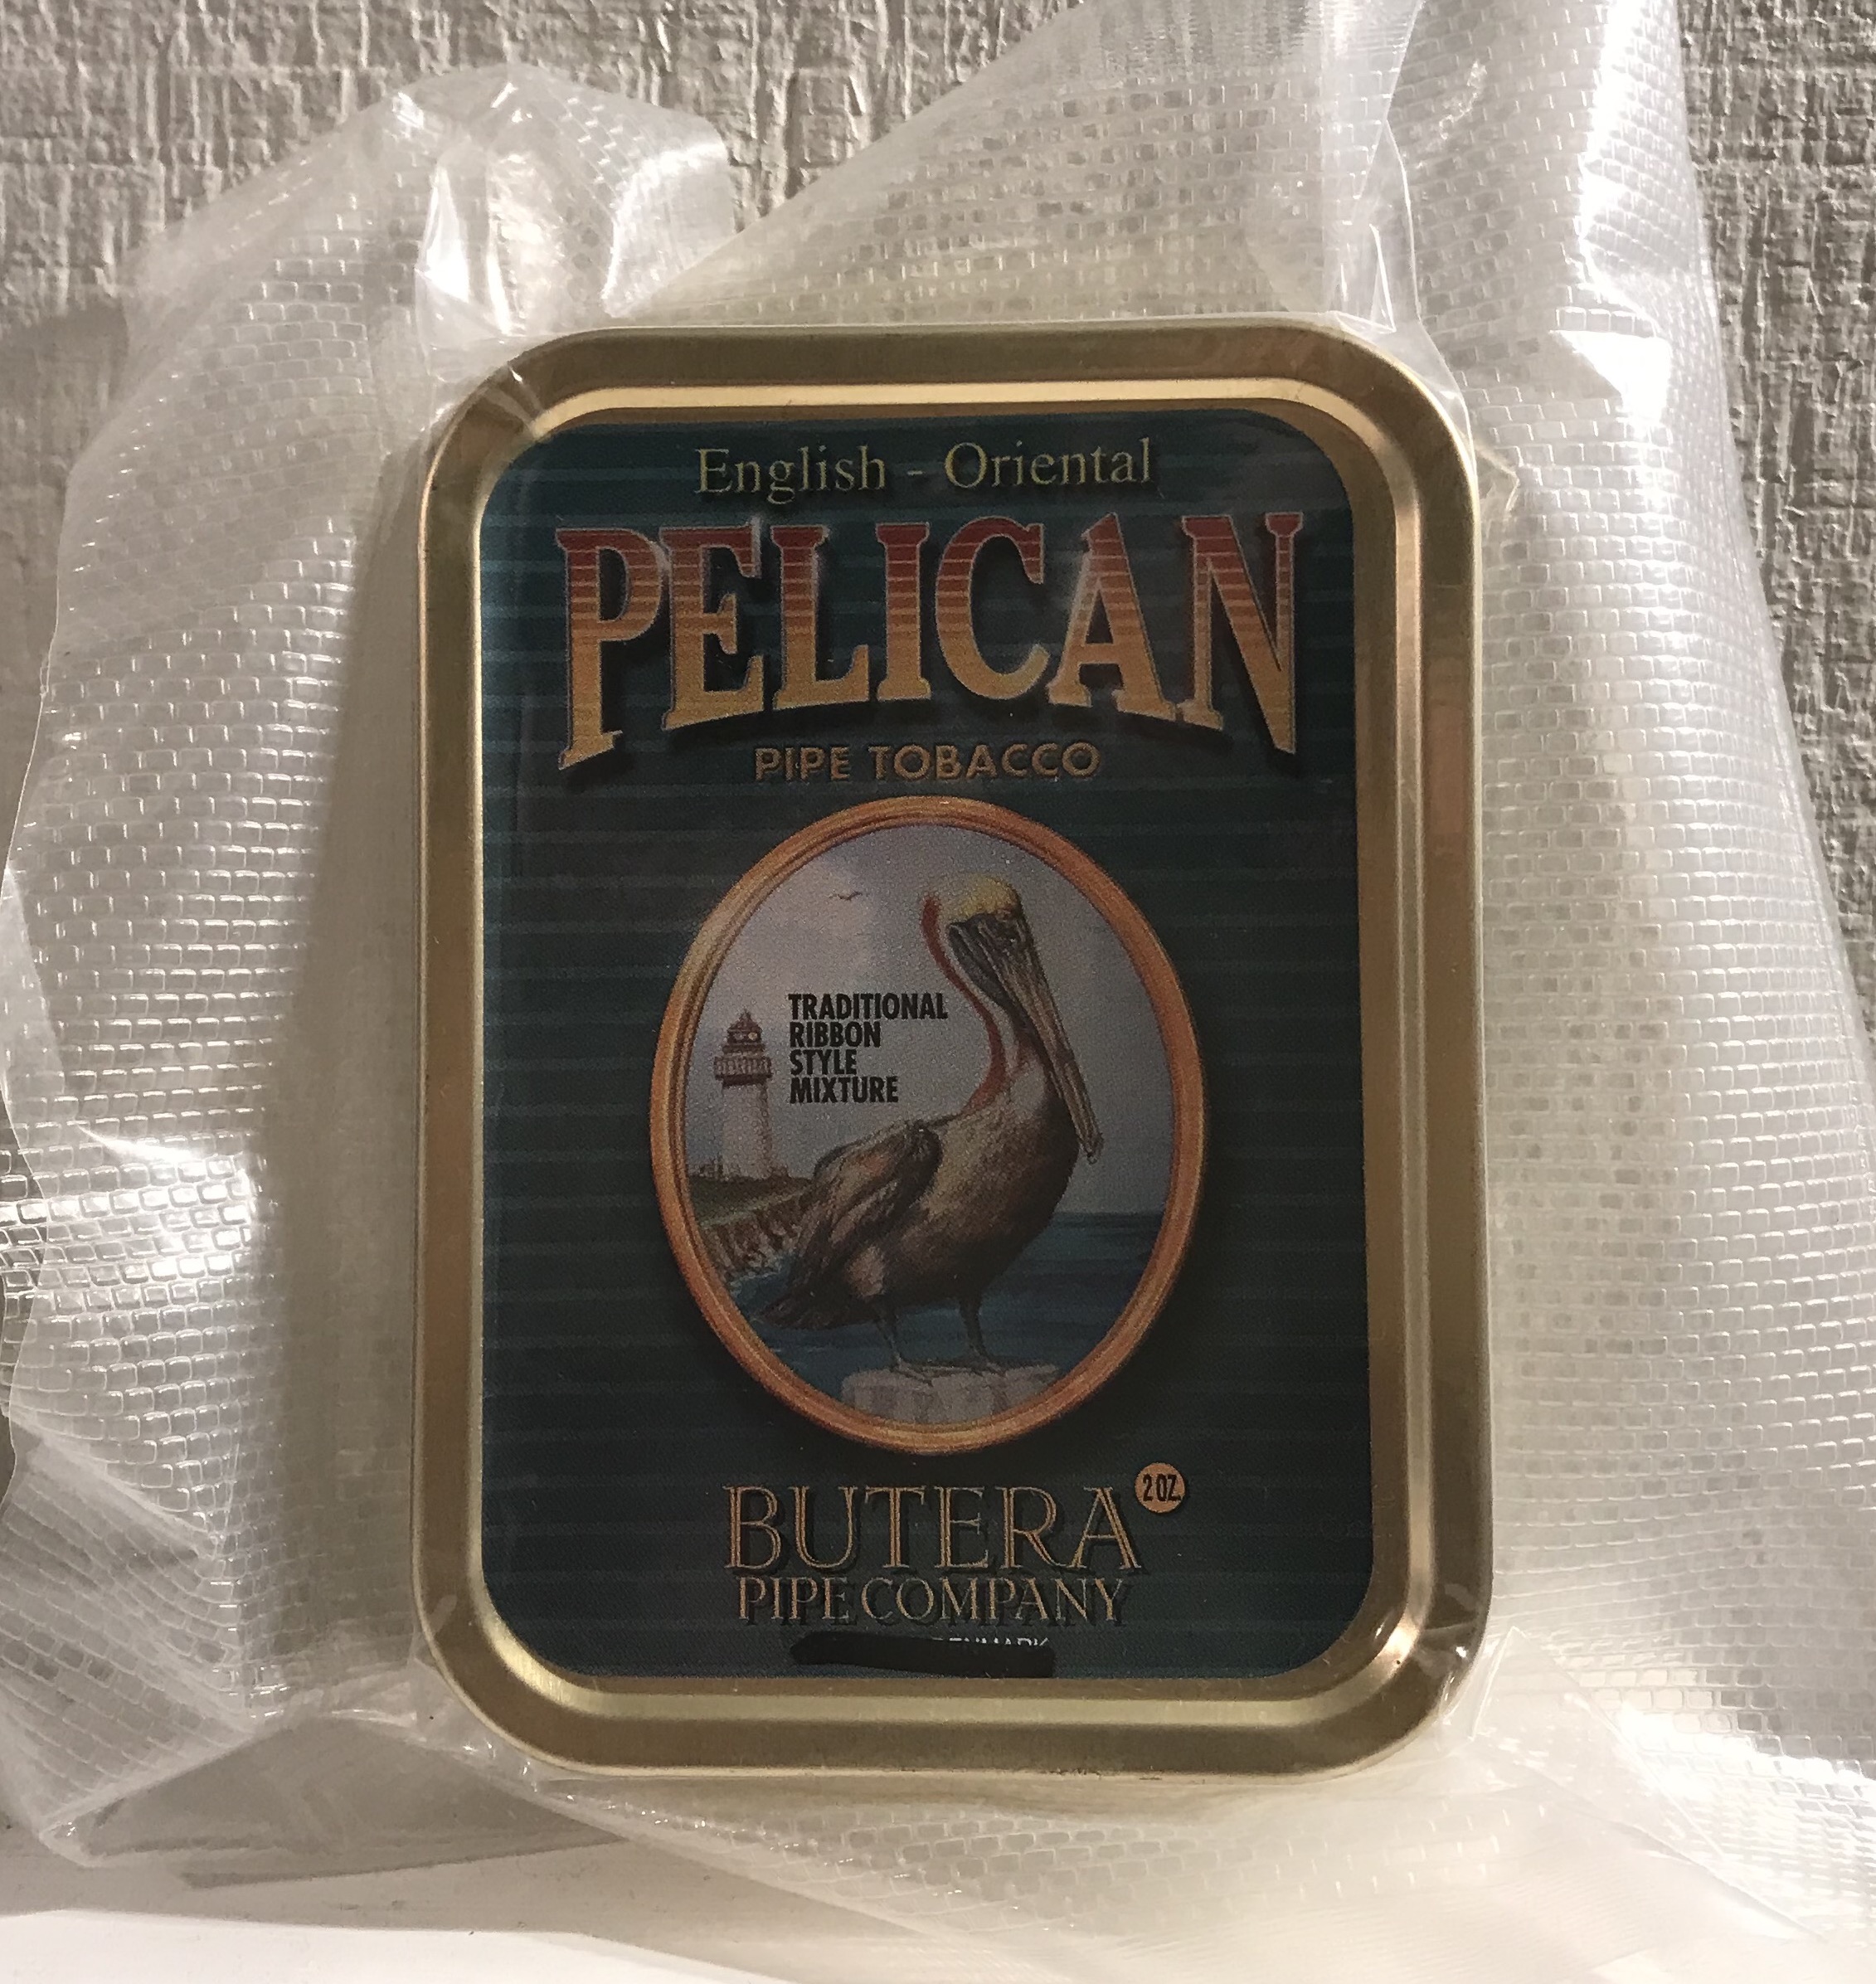 English - Oriental
PELICAN
PIPE TOBACCO
TRADITIONAL
RIBBON
STYLE
MIXTURE
BUTERA
2 OZ.
PIPE COMPANY